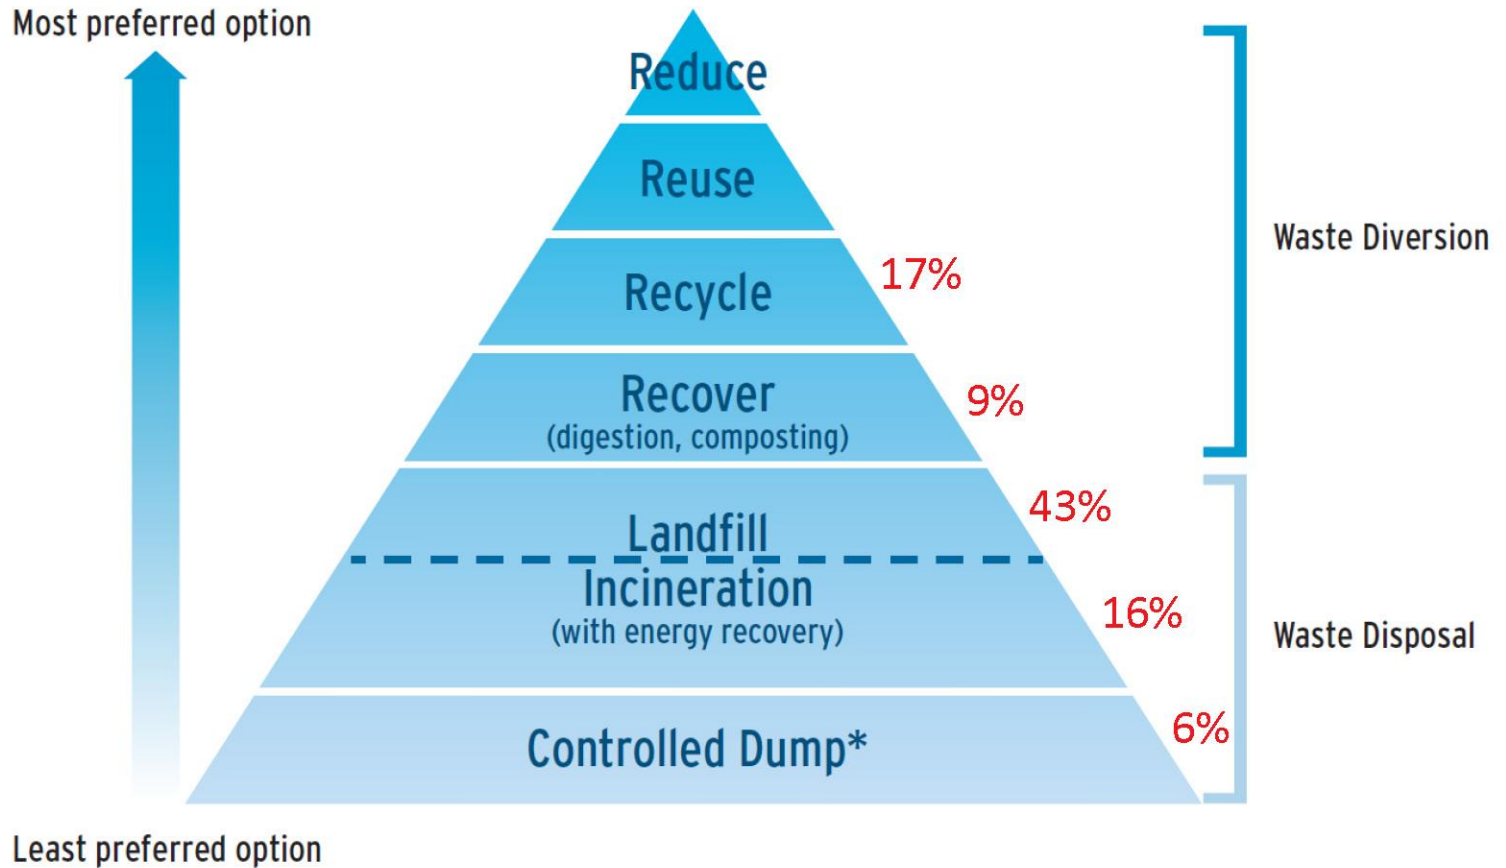 Most preferred option
Reduce
Reuse
17%
Waste Diversion
Recycle
9%
Recover
(digestion, composting)
43%
Landfill
Incineration
(with energy recovery)
16%
Waste Disposal
6%
Controlled Dump*
Least preferred option